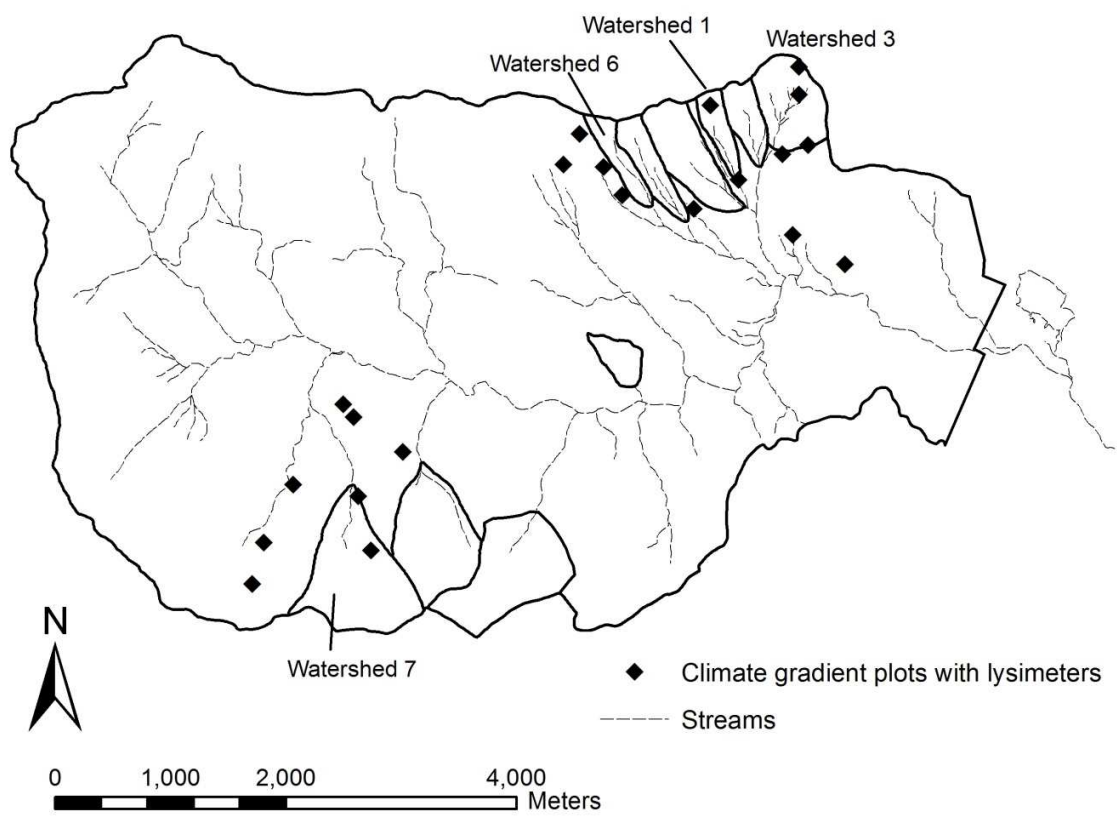 Watershed 1
Watershed 3
Watershed 6
N
Watershed 7
Climate gradient plots with lysimeters
Streams
0 1,000 2,000 4,000
Meters